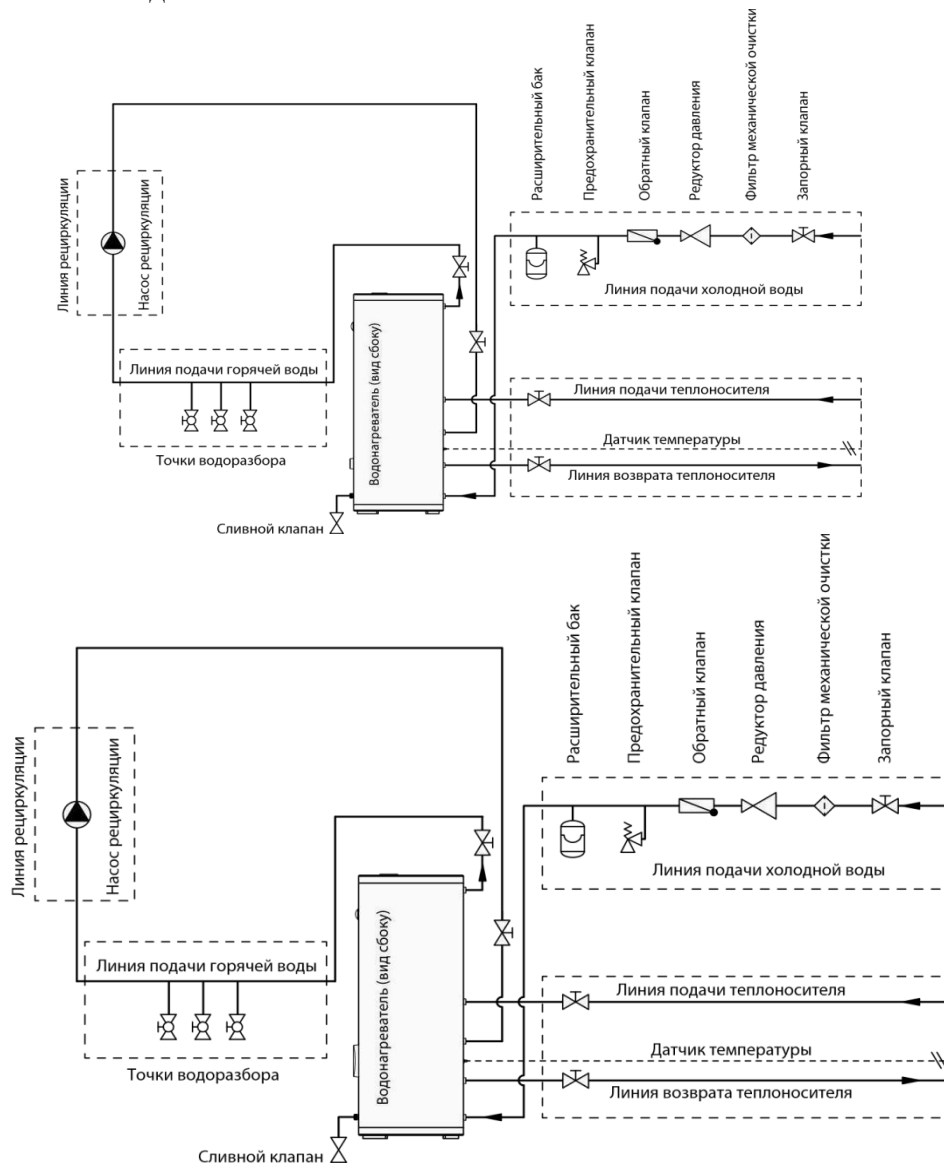 Расширительный бак
Предохранительный клапан
Обратный клапан
Редуктор давления
Фильтр механической очистки
Запорный клапан
Линия рециркуляции
Насос рециркуляции
Линия подачи холодной воды
Водонагреватель (вид сбоку)
Линия подачи горячей воды
Линия подачи теплоносителя
Точки водоразбора
Датчик температуры
Линия возврата теплоносителя
Сливной клапан
Расширительный бак
Предохранительный клапан
Обратный клапан
Редуктор давления
Фильтр механической очистки
Запорный клапан
Линия рециркуляции
Насос рециркуляции
Линия подачи холодной воды
Водонагреватель (вид сбоку)
Линия подачи горячей воды
Линия подачи теплоносителя
Точки водоразбора
Датчик температуры
Линия возврата теплоносителя
Сливной клапан